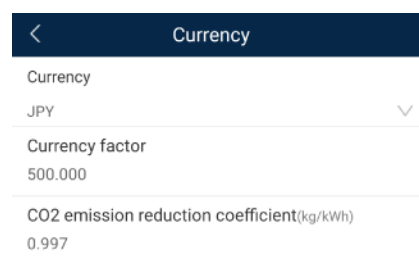 Currency
Currency
JPY
Currency factor
500.000
CO2 emission reduction coefficient(kg/kWh)
0.997